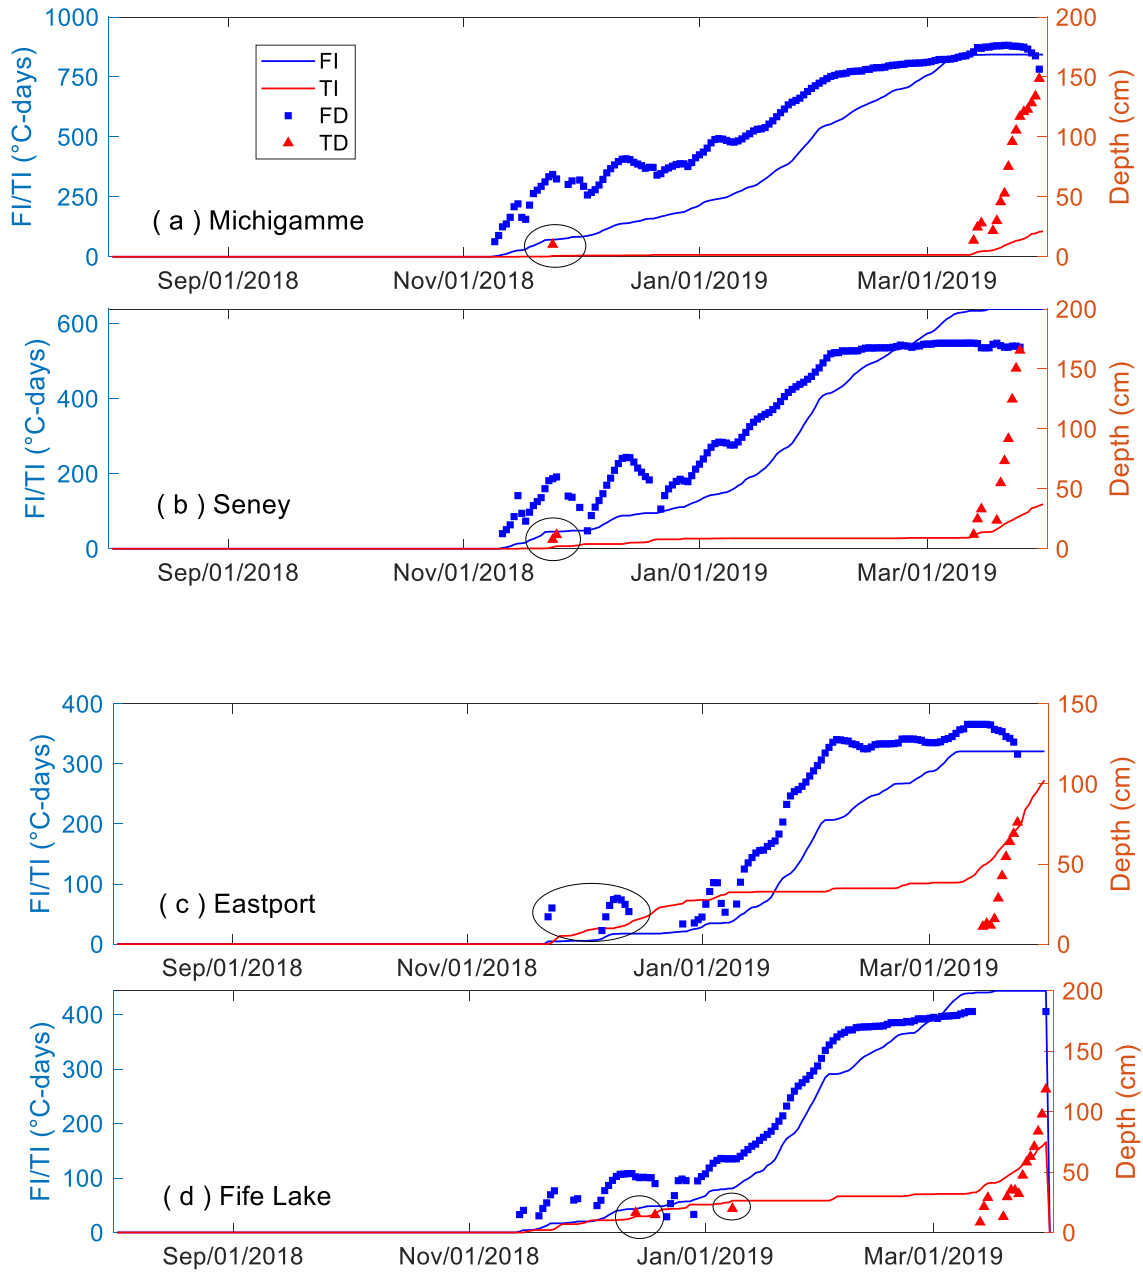 1000
750
500
250
0
FI/TI (°C-days)
200
150
100
50
0
Depth (cm)
FI
TI
FD
TD
( a ) Michigamme
Sep/01/2018 Nov/01/2018 Jan/01/2019 Mar/01/2019
600
400
200
0
FI/TI (°C-days)
200
150
100
50
0
Depth (cm)
( b ) Seney
Sep/01/2018 Nov/01/2018 Jan/01/2019 Mar/01/2019
400
300
200
100
0
FI/TI (°C-days)
150
100
50
0
Depth (cm)
( c ) Eastport
Sep/01/2018 Nov/01/2018 Jan/01/2019 Mar/01/2019
400
300
200
100
0
FI/TI (°C-days)
200
150
100
50
0
Depth (cm)
( d ) Fife Lake
Sep/01/2018 Nov/01/2018 Jan/01/2019 Mar/01/2019